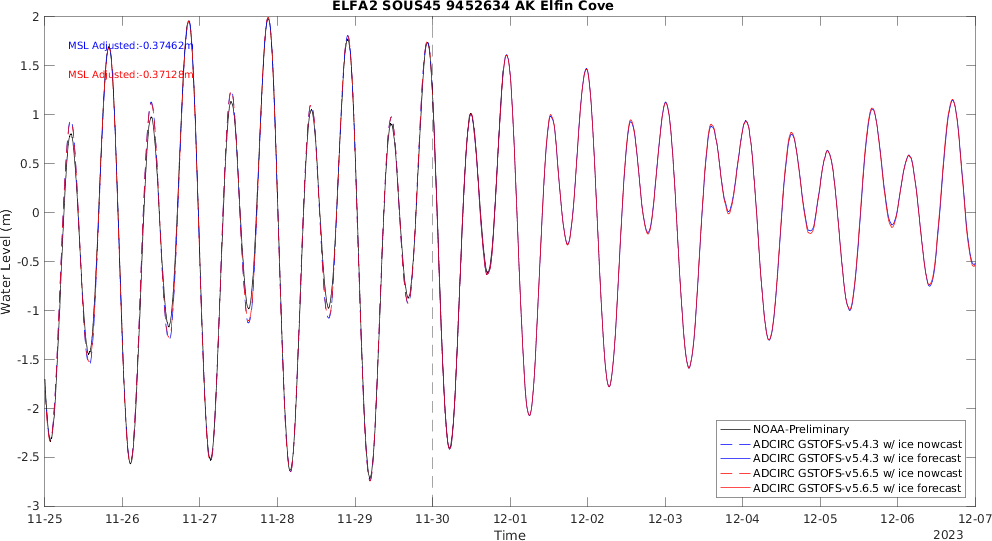 ELFA2 SOUS45 9452634 AK Elfin Cove
2
1.5
1
0.5
0
-0.5
-1
-1.5
-2
-2.5
-3
Water Level (m)
MSL Adjusted:-0.37462m
MSL Adjusted:-0.37128m
NOAA-Preliminary
ADCIRC GSTOFS-v5.4.3 w/ ice nowcast
ADCIRC GSTOFS-v5.4.3 w/ ice forecast
ADCIRC GSTOFS-v5.6.5 w/ ice nowcast
ADCIRC GSTOFS-v5.6.5 w/ ice forecast
11-25 11-26 11-27 11-28 11-29 11-30 12-01 12-02 12-03 12-04 12-05 12-06 12-07
Time
2023